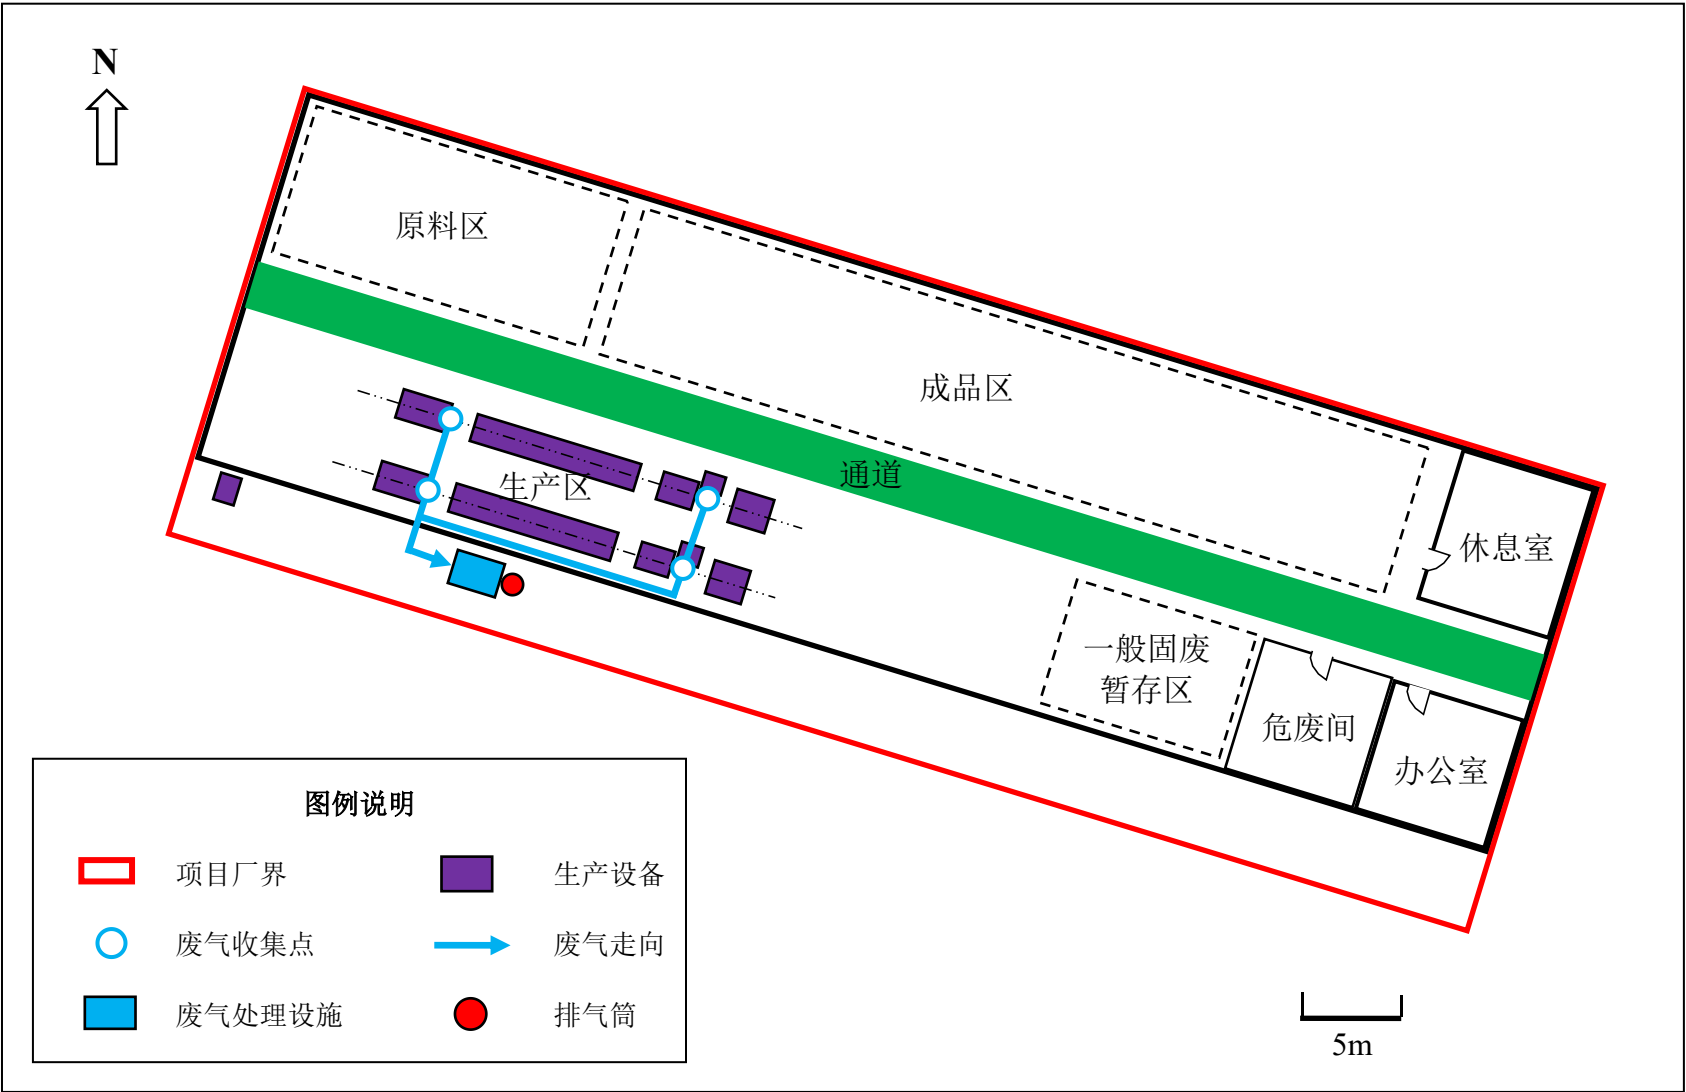 N
原料区
成品区
通道
生产区
休息室
一般固废
暂存区
危废间
办公室
图例说明
项目厂界
生产设备
废气收集点
废气走向
废气处理设施
排气筒
5m